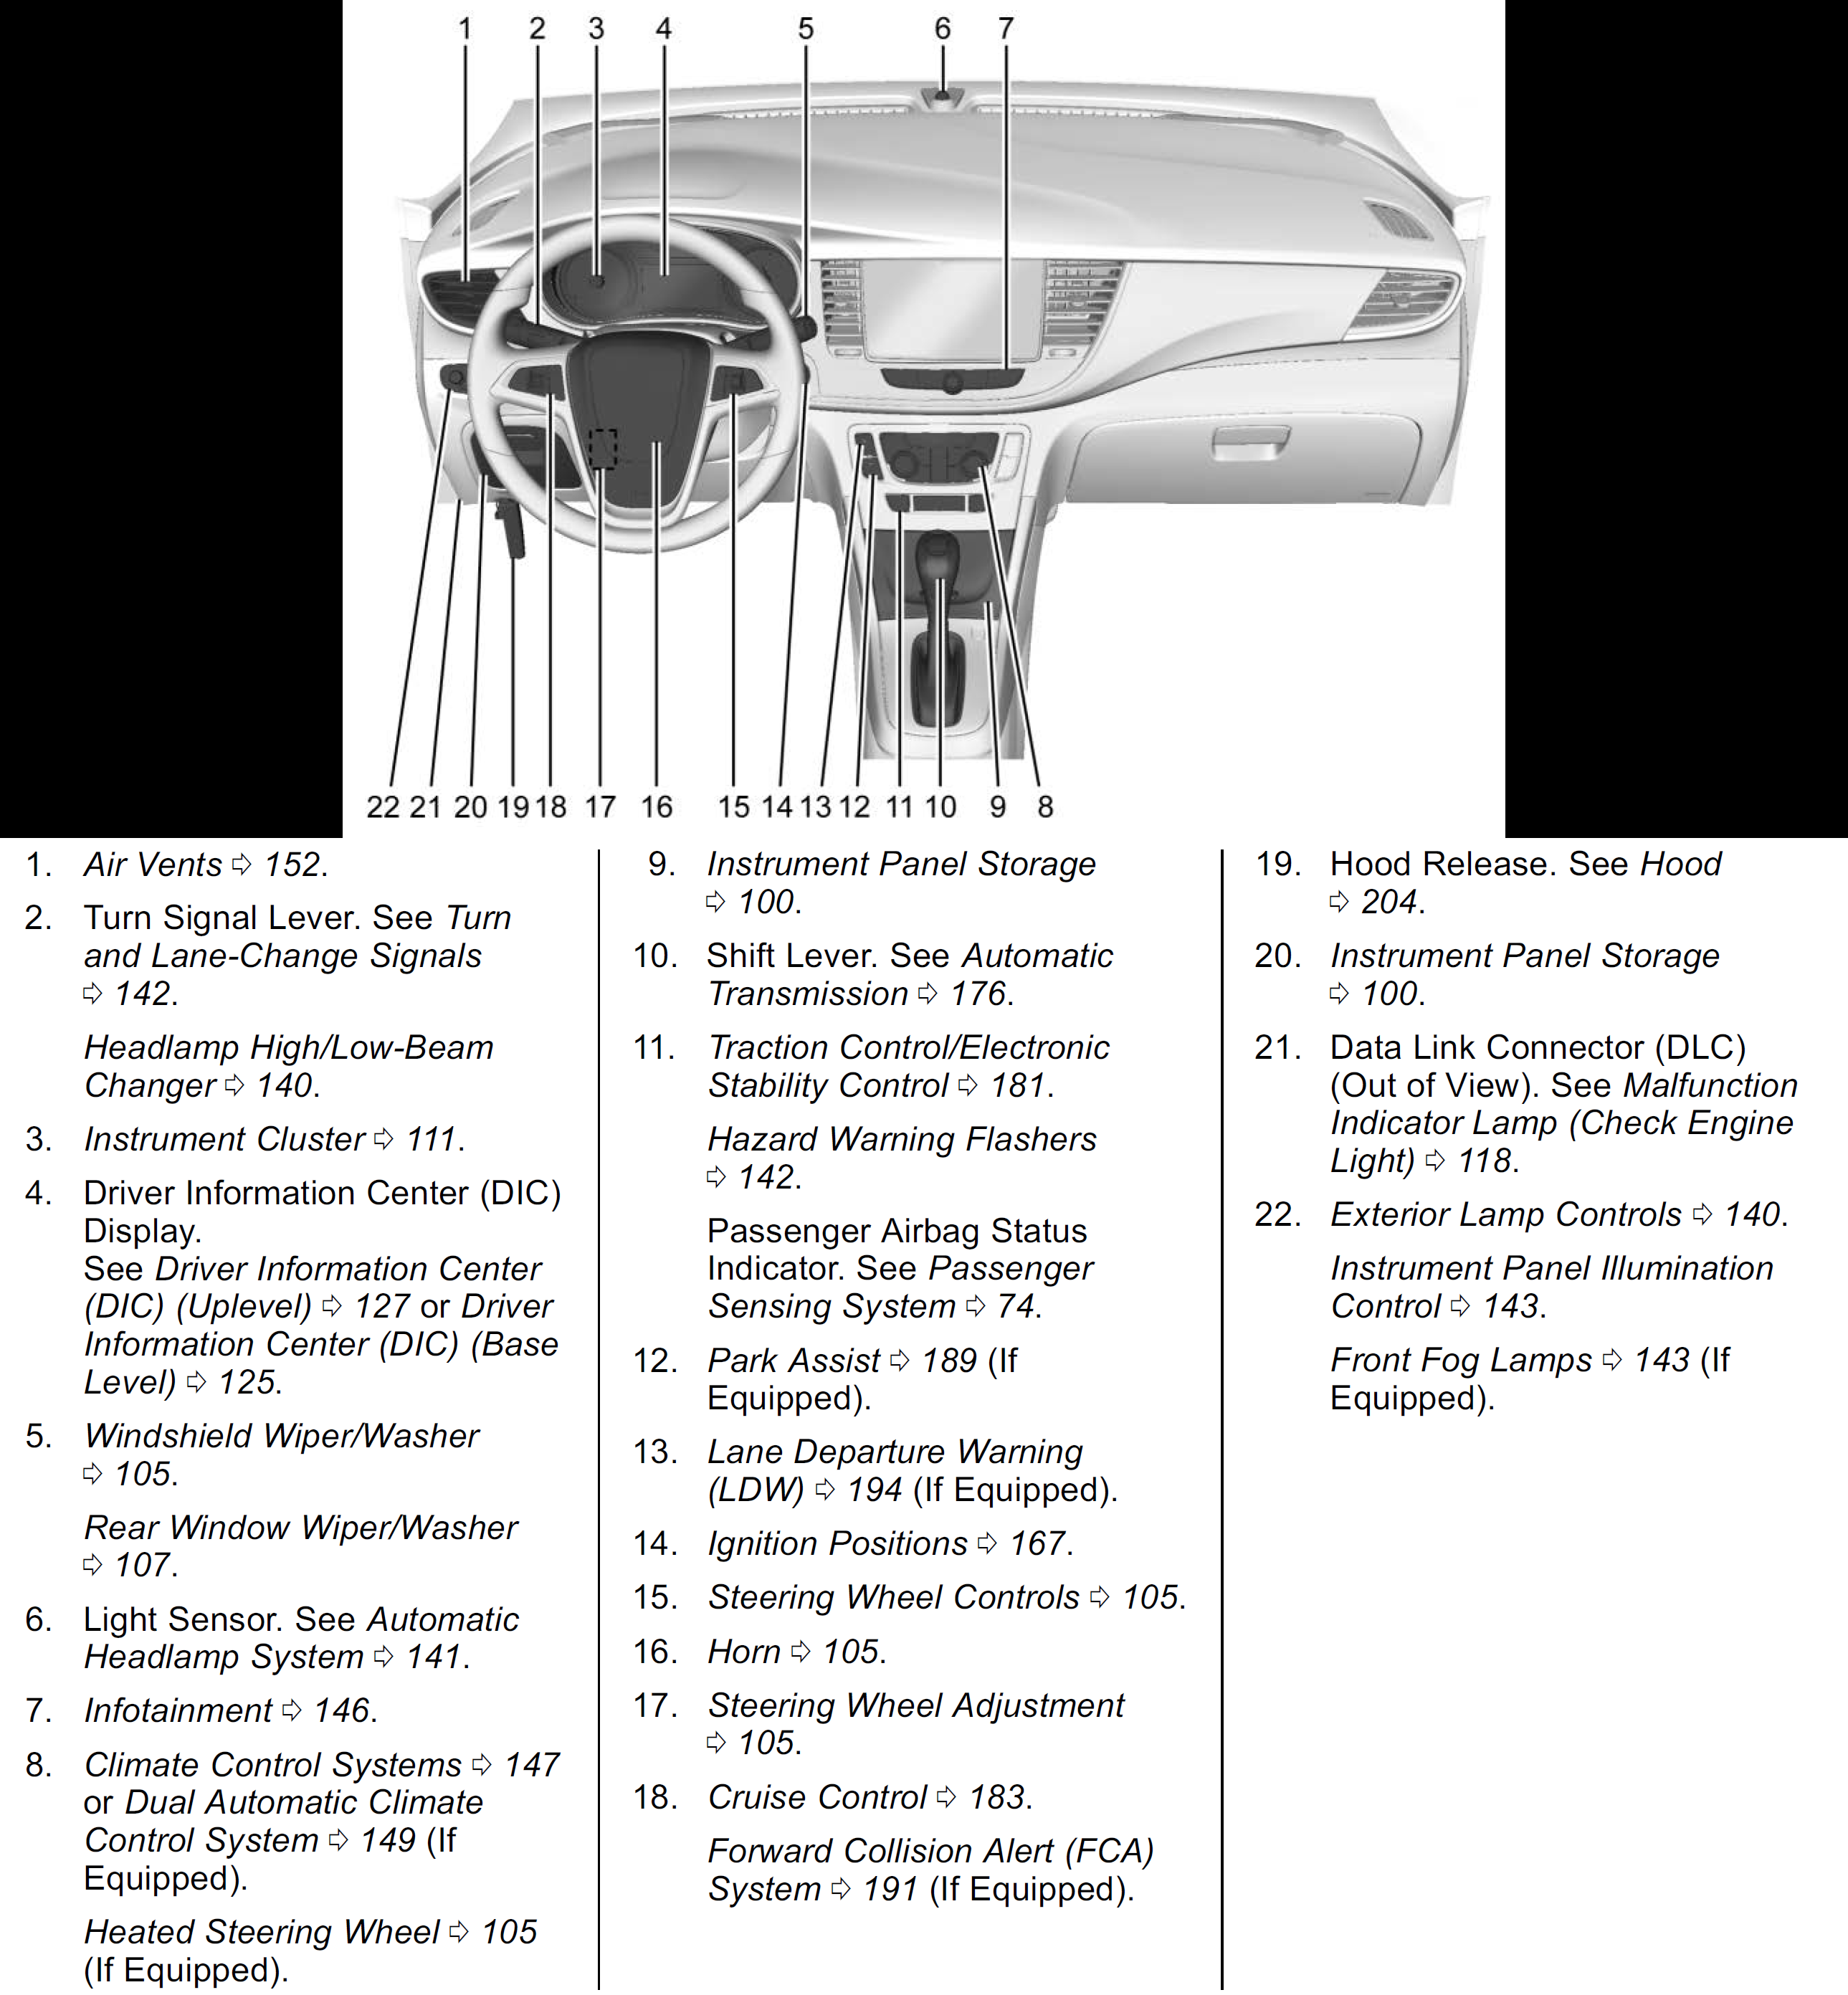 1 2 3 4 5 6 7
22 21 20 19 18 17 16 15 14 13 12 11 10 9 8
1. Air Vents ⇨ 152.
2. Turn Signal Lever. See Turn
and Lane-Change Signals
⇨ 142.
Headlamp High/Low-Beam
Changer ⇨ 140.
3. Instrument Cluster ⇨ 111.
4. Driver Information Center (DIC)
Display.
See Driver Information Center
(DIC) (Uplevel) ⇨ 127 or Driver
Information Center (DIC) (Base
Level) ⇨ 125.
5. Windshield Wiper/Washer
⇨ 105.
Rear Window Wiper/Washer
⇨ 107.
6. Light Sensor. See Automatic
Headlamp System ⇨ 141.
7. Infotainment ⇨ 146.
8. Climate Control Systems ⇨ 147
or Dual Automatic Climate
Control System ⇨ 149 (If
Equipped).
Heated Steering Wheel ⇨ 105
(If Equipped).
9. Instrument Panel Storage
⇨ 100.
10. Shift Lever. See Automatic
Transmission ⇨ 176.
11. Traction Control/Electronic
Stability Control ⇨ 181.
Hazard Warning Flashers
⇨ 142.
Passenger Airbag Status
Indicator. See Passenger
Sensing System ⇨ 74.
12. Park Assist ⇨ 189 (If
Equipped).
13. Lane Departure Warning
(LDW) ⇨ 194 (If Equipped).
14. Ignition Positions ⇨ 167.
15. Steering Wheel Controls ⇨ 105.
16. Horn ⇨ 105.
17. Steering Wheel Adjustment
⇨ 105.
18. Cruise Control ⇨ 183.
Forward Collision Alert (FCA)
System ⇨ 191 (If Equipped).
19. Hood Release. See Hood
⇨ 204.
20. Instrument Panel Storage
⇨ 100.
21. Data Link Connector (DLC)
(Out of View). See Malfunction
Indicator Lamp (Check Engine
Light) ⇨ 118.
22. Exterior Lamp Controls ⇨ 140.
Instrument Panel Illumination
Control ⇨ 143.
Front Fog Lamps ⇨ 143 (If
Equipped).